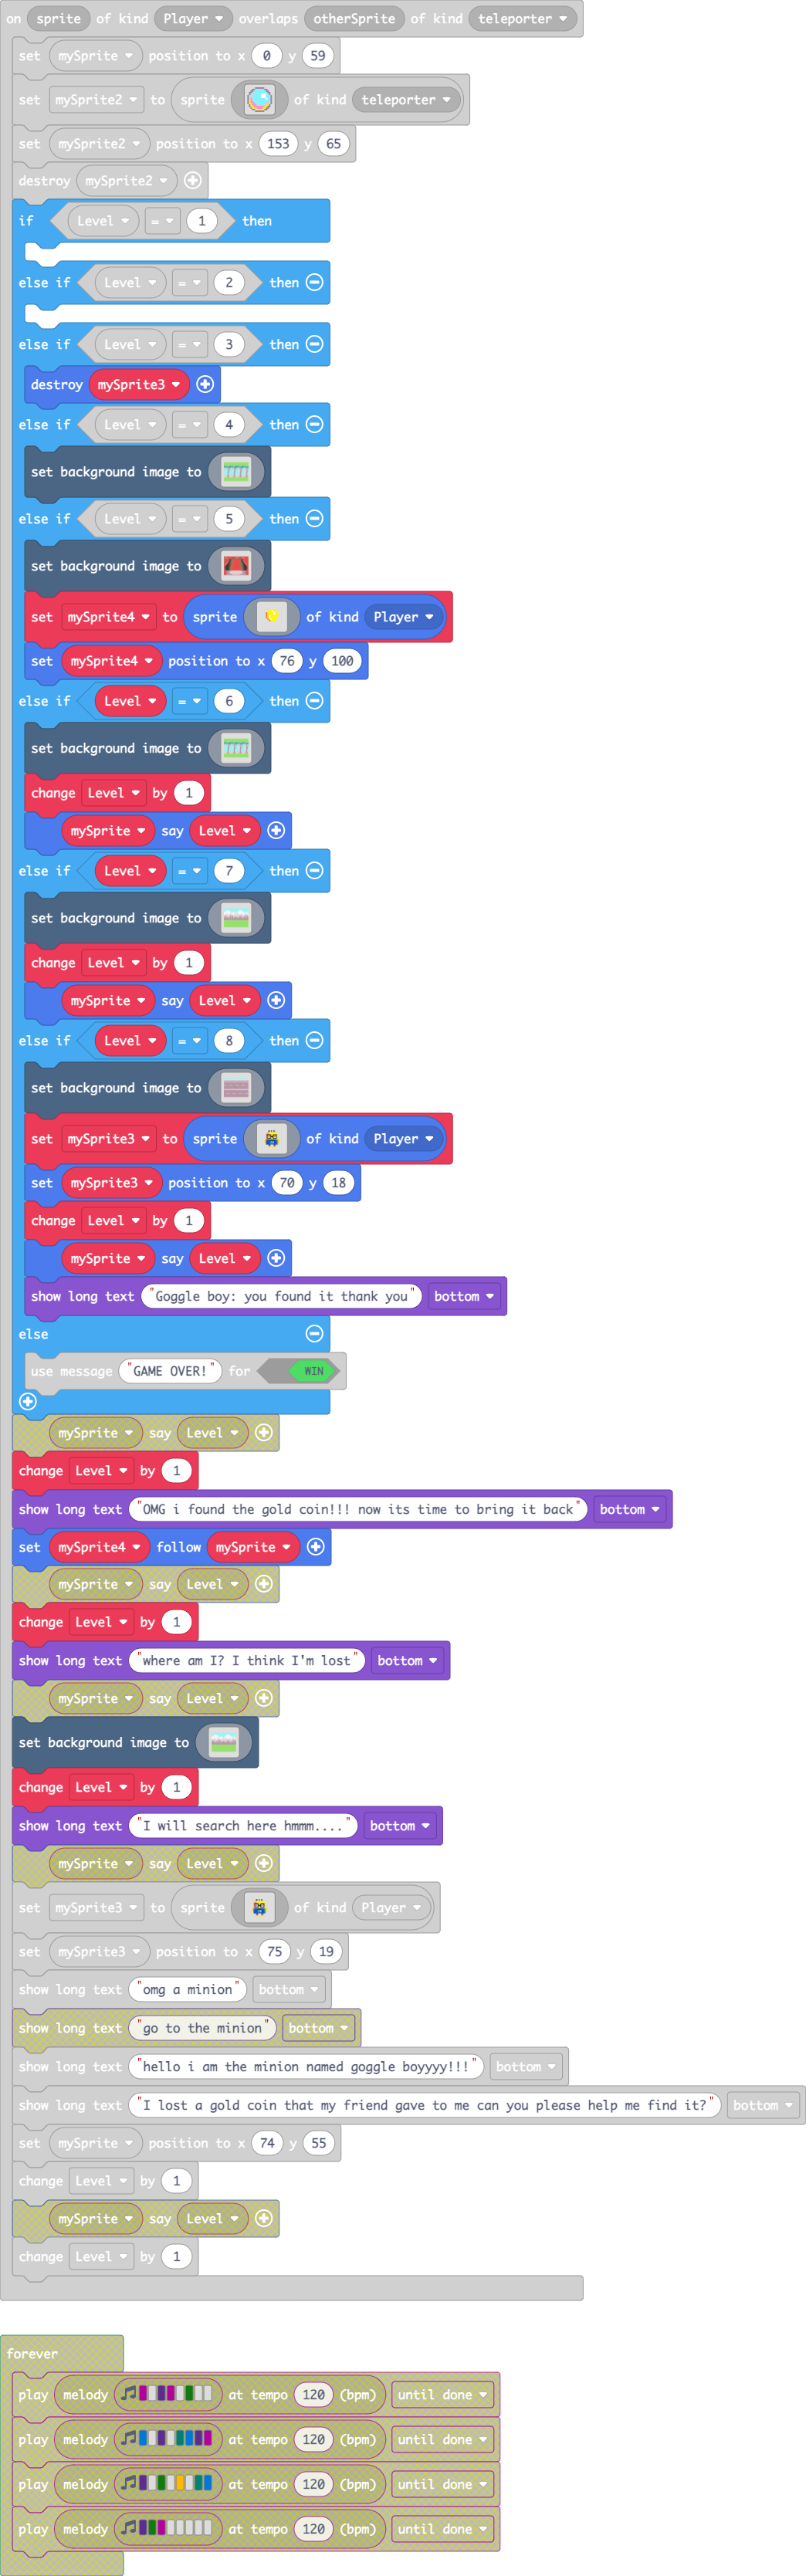 on sprite of kind Player overlaps otherSprite of kind teleporter
set mySprite position to x 0 y 59
set mySprite2 to sprite of kind teleporter
set mySprite2 position to x 153 y 65
destroy mySprite2
if Level = 1 then
else if Level = 2 then
else if Level = 3 then
destroy mySprite3
else if Level = 4 then
set background image to
else if Level = 5 then
set background image to
set mySprite4 to sprite of kind Player
set mySprite4 position to x 76 y 100
else if Level = 6 then
set background image to
change Level by 1
mySprite say Level
else if Level = 7 then
set background image to
change Level by 1
mySprite say Level
else if Level = 8 then
set background image to
set mySprite3 to sprite of kind Player
set mySprite3 position to x 70 y 18
change Level by 1
mySprite say Level
show long text "Goggle boy: you found it thank you" bottom
else
use message "GAME OVER!" for WIN
mySprite say Level
change Level by 1
show long text "OMG i found the gold coin!!! now its time to bring it back" bottom
set mySprite4 follow mySprite
mySprite say Level
change Level by 1
show long text "where am I? I think I'm lost" bottom
mySprite say Level
set background image to
change Level by 1
show long text "I will search here hmmm...." bottom
mySprite say Level
set mySprite3 to sprite of kind Player
set mySprite3 position to x 75 y 19
show long text "omg a minion" bottom
show long text "go to the minion" bottom
show long text "hello i am the minion named goggle boyyyy!!!" bottom
show long text "I lost a gold coin that my friend gave to me can you please help me find it?" bottom
set mySprite position to x 74 y 55
change Level by 1
mySprite say Level
change Level by 1
forever
play melody at tempo 120 (bpm) until done
play melody at tempo 120 (bpm) until done
play melody at tempo 120 (bpm) until done
play melody at tempo 120 (bpm) until done